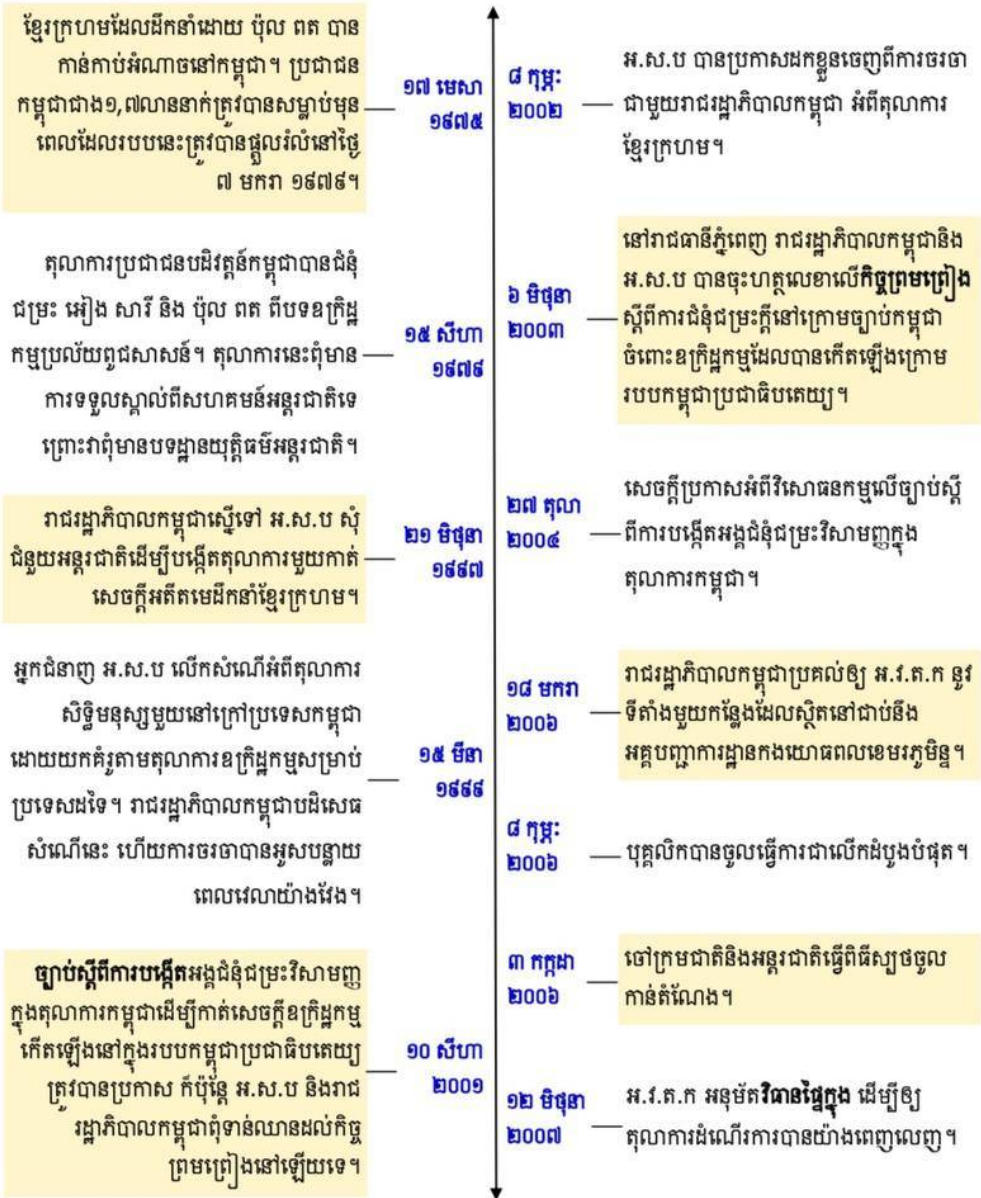 ខ្មែរក្រហមដែលដឹកនាំដោយ ប៉ុល ពត បាន
កាន់កាប់អំណាចនៅកម្ពុជា។ ប្រជាជន
កម្ពុជាជាង១,៧លាននាក់ត្រូវបានសម្លាប់មុន
ពេលដែលរបបនេះត្រូវបានផ្តួលរំលំនៅថ្ងៃ
៧ មករា ១៩៧៩។
១៧ មេសា
១៩៧៥
តុលាការប្រជាជនបដិវត្តន៍កម្ពុជាបានជំនុំ
ជម្រះ អៀង សារី និង ប៉ុល ពត ពីបទឧក្រិដ្ឋ
កម្មប្រល័យពូជសាសន៍។ តុលាការនេះពុំមាន
ការទទួលស្គាល់ពីសហគមន៍អន្តរជាតិទេ
ព្រោះវាពុំមានបទដ្ឋានយុត្តិធម៌អន្តរជាតិ។
១៥ សីហា
១៩៧៩
រាជរដ្ឋាភិបាលកម្ពុជាស្នើទៅ អ.ស.ប សុំ
ជំនួយអន្តរជាតិដើម្បីបង្កើតតុលាការមួយកាត់
សេចក្តីអតីតមេដឹកនាំខ្មែរក្រហម។
២១ មិថុនា
១៩៩៧
អ្នកជំនាញ អ.ស.ប លើកសំណើអំពីតុលាការ
សិទ្ធិមនុស្សមួយនៅក្រៅប្រទេសកម្ពុជា
ដោយយកគំរូតាមតុលាការឧក្រិដ្ឋកម្មសម្រាប់
ប្រទេសដទៃ។ រាជរដ្ឋាភិបាលកម្ពុជាបដិសេធ
សំណើនេះ ហើយការចរចាបានអូសបន្លាយ
ពេលវេលាយ៉ាងវែង។
១៥ មីនា
១៩៩៩
ច្បាប់ស្តីពីការបង្កើតអង្គជំនុំជម្រះវិសាមញ្ញ
ក្នុងតុលាការកម្ពុជាដើម្បីកាត់សេចក្តីឧក្រិដ្ឋកម្ម
កើតឡើងនៅក្នុងរបបកម្ពុជាប្រជាធិបតេយ្យ
ត្រូវបានប្រកាស ក៏ប៉ុន្តែ អ.ស.ប និងរាជ
រដ្ឋាភិបាលកម្ពុជាពុំទាន់ឈានដល់កិច្ច
ព្រមព្រៀងនៅឡើយទេ។
១០ សីហា
២០០១
៨ កុម្ភៈ
២០០២
អ.ស.ប បានប្រកាសដកខ្លួនចេញពីការចរចា
ជាមួយរាជរដ្ឋាភិបាលកម្ពុជា អំពីតុលាការ
ខ្មែរក្រហម។
៦ មិថុនា
២០០៣
នៅរាជធានីភ្នំពេញ រាជរដ្ឋាភិបាលកម្ពុជានិង
អ.ស.ប បានចុះហត្ថលេខាលើកិច្ចព្រមព្រៀង
ស្តីពីការជំនុំជម្រះក្តីនៅក្រោមច្បាប់កម្ពុជា
ចំពោះឧក្រិដ្ឋកម្មដែលបានកើតឡើងក្រោម
របបកម្ពុជាប្រជាធិបតេយ្យ។
២៧ តុលា
២០០៤
សេចក្តីប្រកាសអំពីវិសោធនកម្មលើច្បាប់ស្តី
ពីការបង្កើតអង្គជំនុំជម្រះវិសាមញ្ញក្នុង
តុលាការកម្ពុជា។
១៨ មករា
២០០៦
រាជរដ្ឋាភិបាលកម្ពុជាប្រគល់ឲ្យ អ.វ.ត.ក នូវ
ទីតាំងមួយកន្លែងដែលស្ថិតនៅជាប់នឹង
អគ្គបញ្ជាការដ្ឋានកងយោធពលខេមរភូមិន្ទ។
៨ កុម្ភៈ
២០០៦
បុគ្គលិកបានចូលធ្វើការជាលើកដំបូងបំផុត។
៣ កក្កដា
២០០៦
ចៅក្រមជាតិនិងអន្តរជាតិធ្វើពិធីស្បថចូល
កាន់តំណែង។
១២ មិថុនា
២០០៧
អ.វ.ត.ក អនុម័តវិធានផ្ទៃក្នុង ដើម្បីឲ្យ
តុលាការដំណើរការបានយ៉ាងពេញលេញ។